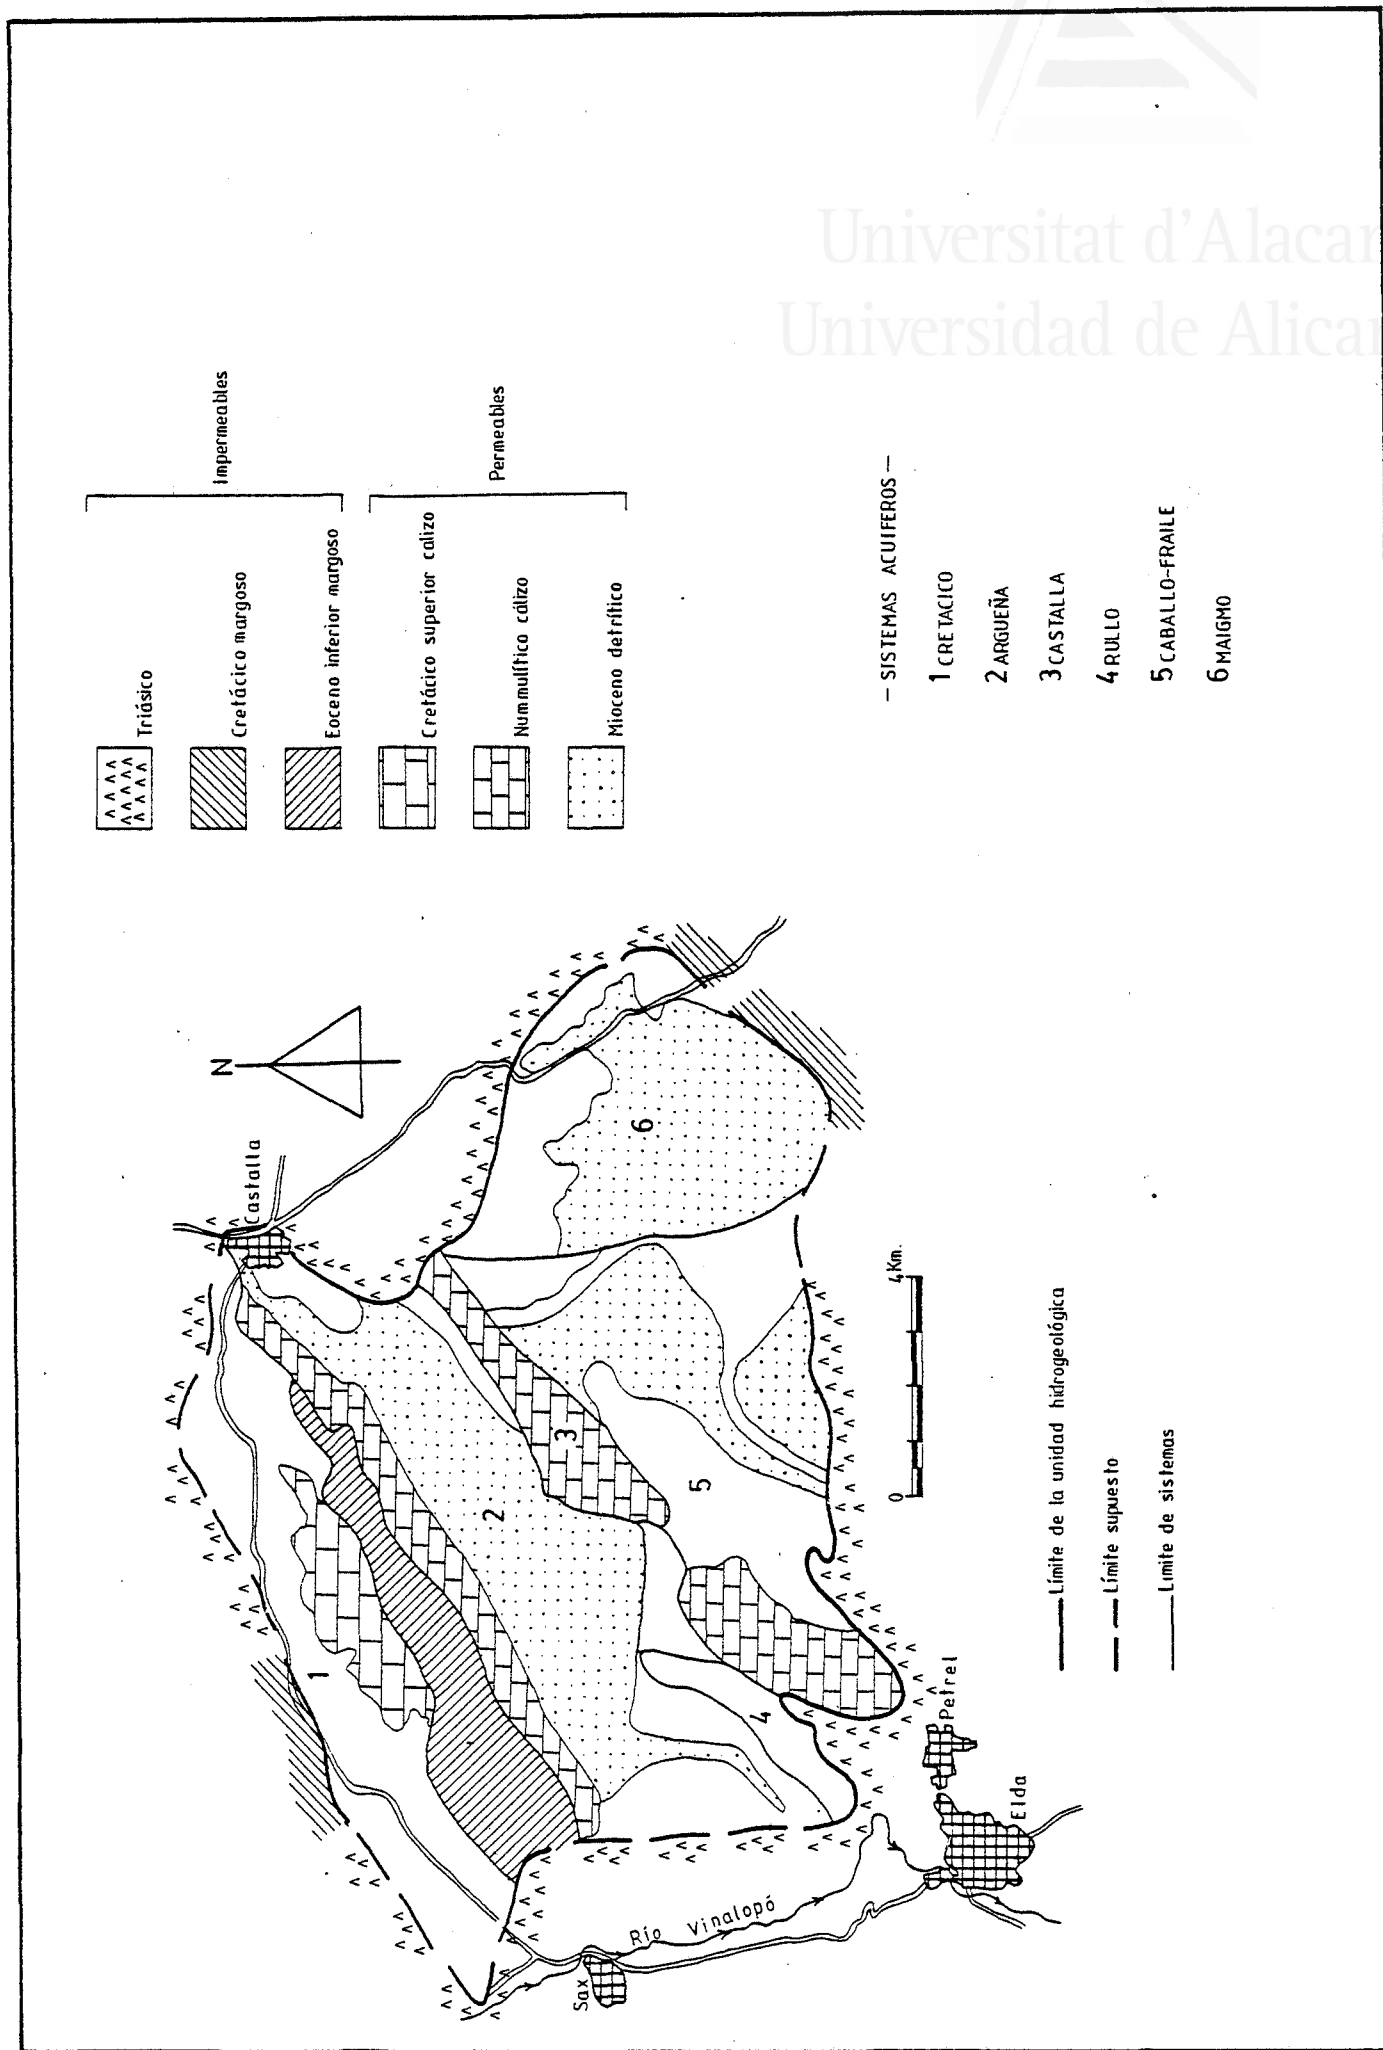 Universitat d'Alacan
Universidad de Alican
Impermeables
Permeables
Triásico
Cretácico margoso
Eoceno inferior margoso
Cretácico superior calizo
Nummulítico calizo
Mioceno detrítico
— SISTEMAS ACUIFEROS —
1 CRETACICO
2 ARGUEÑA
3 CASTALLA
4 RULLO
5 CABALLO-FRAILE
6 MAIGMO
N
Castalla
1
2
3
4
5
6
Sax
Río Vinalopó
Petrel
Elda
0
4Km.
Límite de la unidad hidrogeológica
Límite supuesto
Limite de sistemas